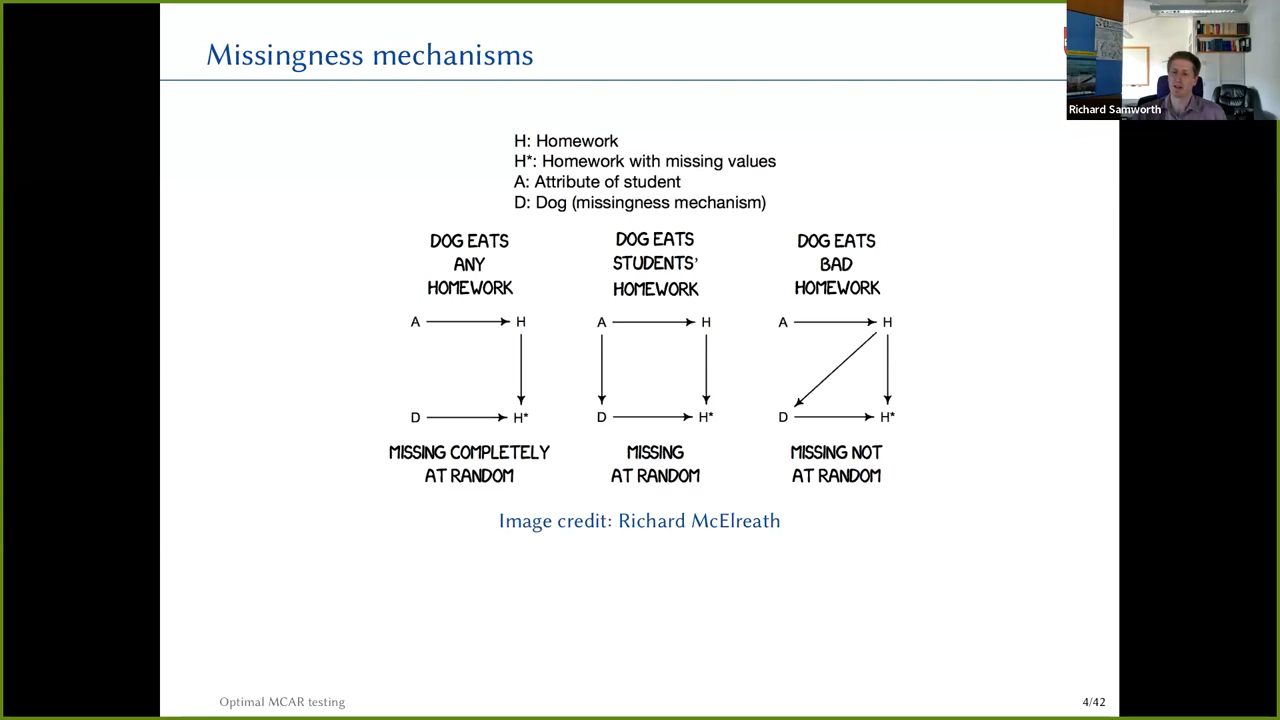 Missingness mechanisms
Richard Samworth
H: Homework
H*: Homework with missing values
A: Attribute of student
D: Dog (missingness mechanism)
DOG EATS
ANY
HOMEWORK
A H
D H*
MISSING COMPLETELY
AT RANDOM
DOG EATS
STUDENTS'
HOMEWORK
A H
D H*
MISSING
AT RANDOM
DOG EATS
BAD
HOMEWORK
A H
D H*
MISSING NOT
AT RANDOM
Image credit: Richard McElreath
Optimal MCAR testing
4/42